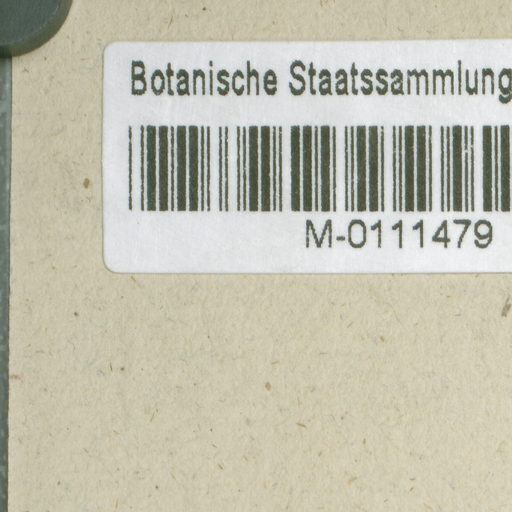 Botanische Staatssammlung
M-0111479